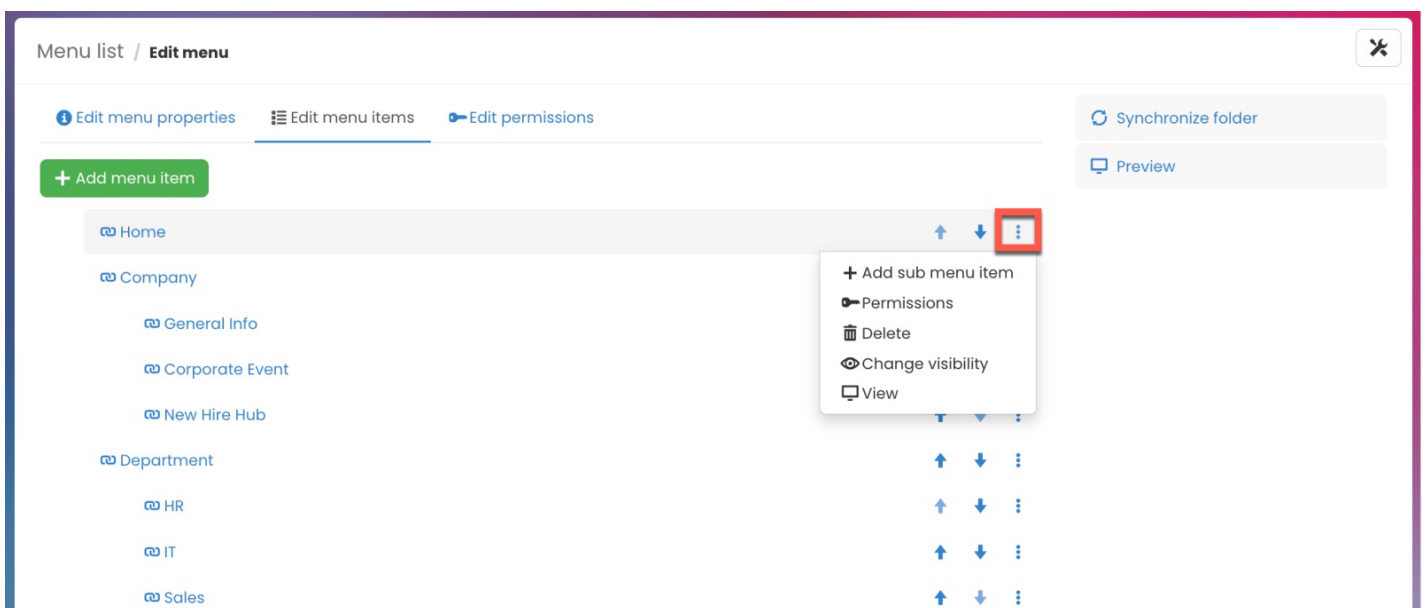 Menu list / Edit menu
Edit menu properties
Edit menu items
Edit permissions
Synchronize folder
Preview
Add menu item
Home
Company
Add sub menu item
Permissions
Delete
Change visibility
View
General Info
Corporate Event
New Hire Hub
Department
HR
IT
Sales